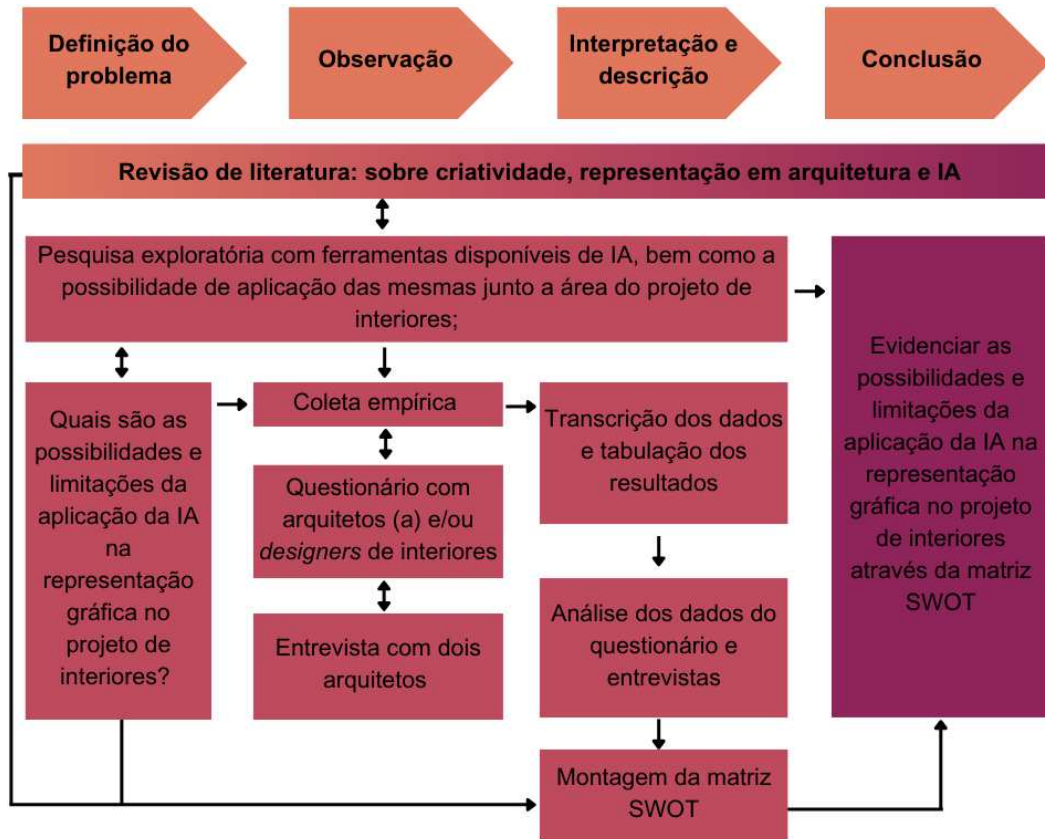 Definição do
problema
Observação
Interpretação e
descrição
Conclusão
Revisão de literatura: sobre criatividade, representação em arquitetura e IA
Pesquisa exploratória com ferramentas disponíveis de IA, bem como a
possibilidade de aplicação das mesmas junto a área do projeto de
interiores;
Quais são as
possibilidades e
limitações da
aplicação da IA
na
representação
gráfica no
projeto de
interiores?
Coleta empírica
Questionário com
arquitetos (a) e/ou
designers de interiores
Entrevista com dois
arquitetos
Transcrição dos dados
e tabulação dos
resultados
Análise dos dados do
questionário e
entrevistas
Montagem da matriz
SWOT
Evidenciar as
possibilidades e
limitações da
aplicação da IA na
representação
gráfica no projeto
de interiores
através da matriz
SWOT